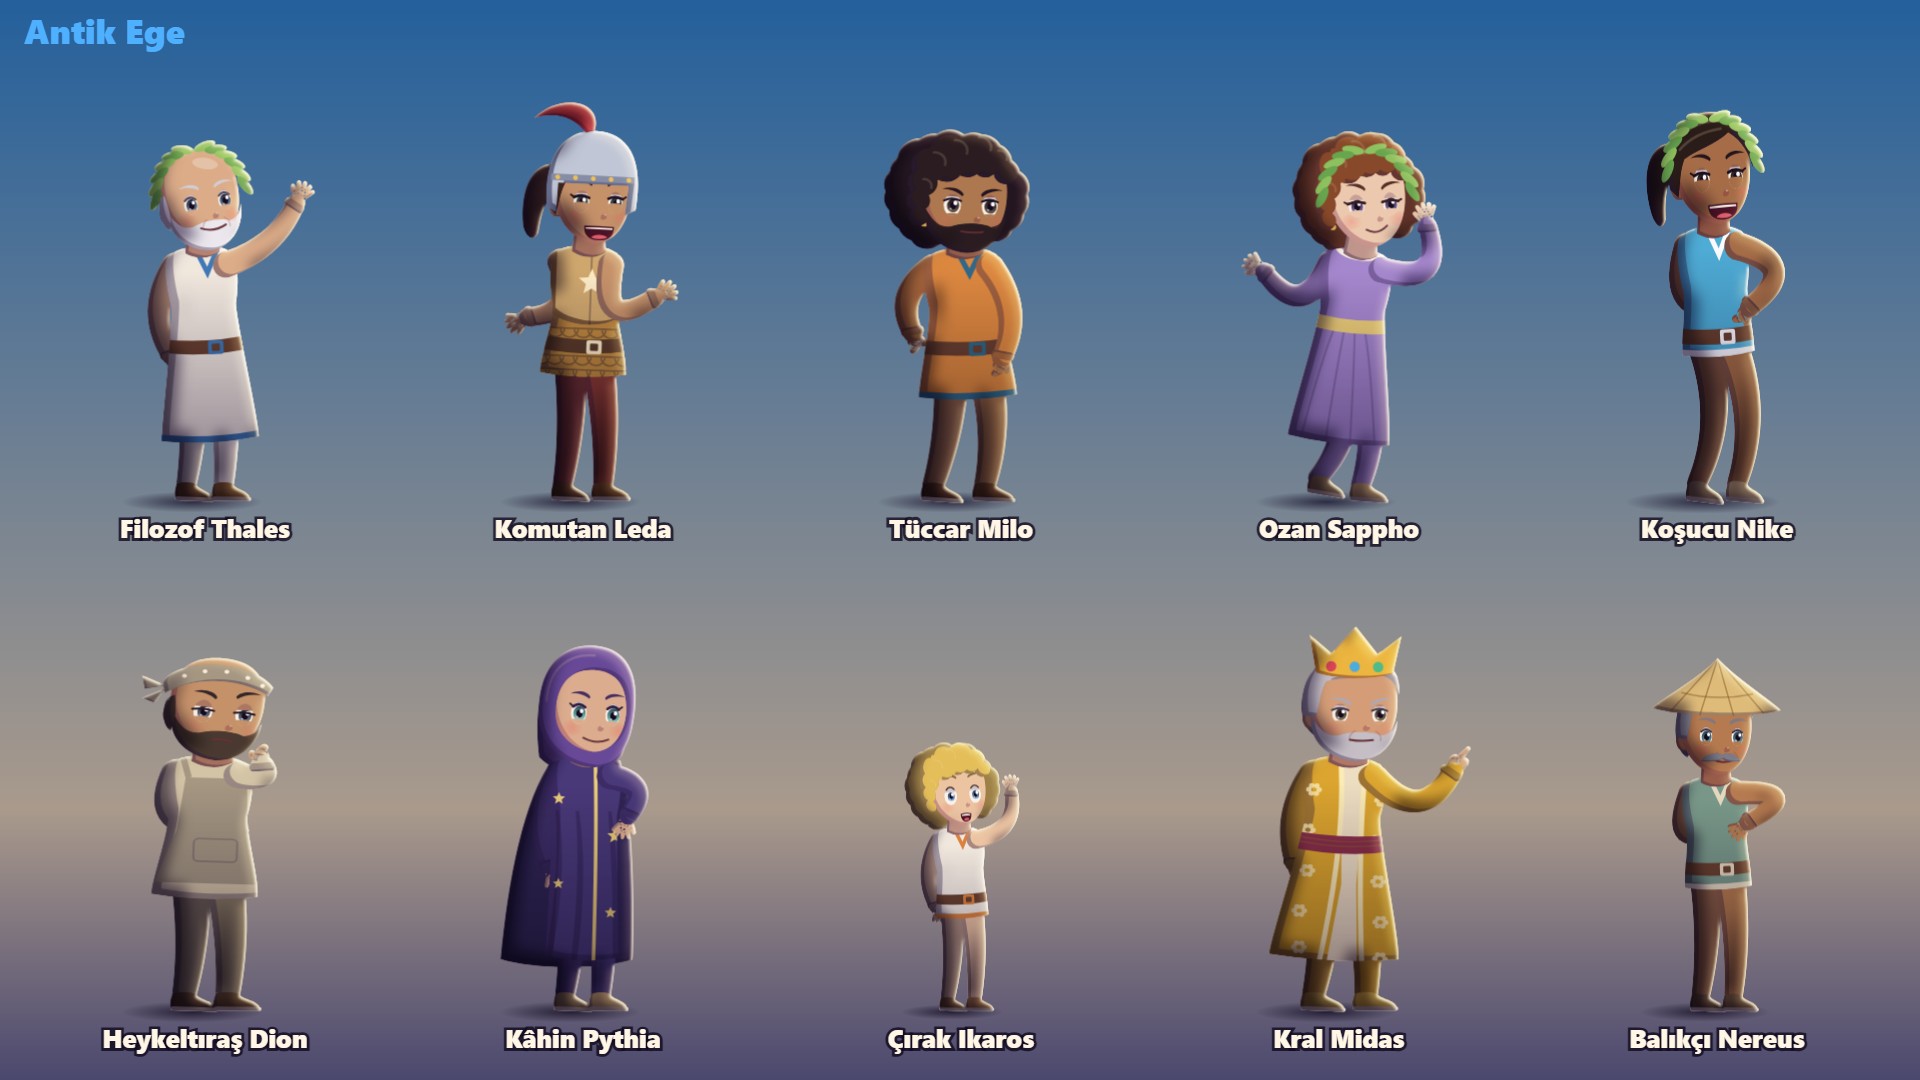 Antik Ege
Filozof Thales
Komutan Leda
Tüccar Milo
Ozan Sappho
Koşucu Nike
Heykeltıraş Dion
Kâhin Pythia
Çırak Ikaros
Kral Midas
Balıkçı Nereus